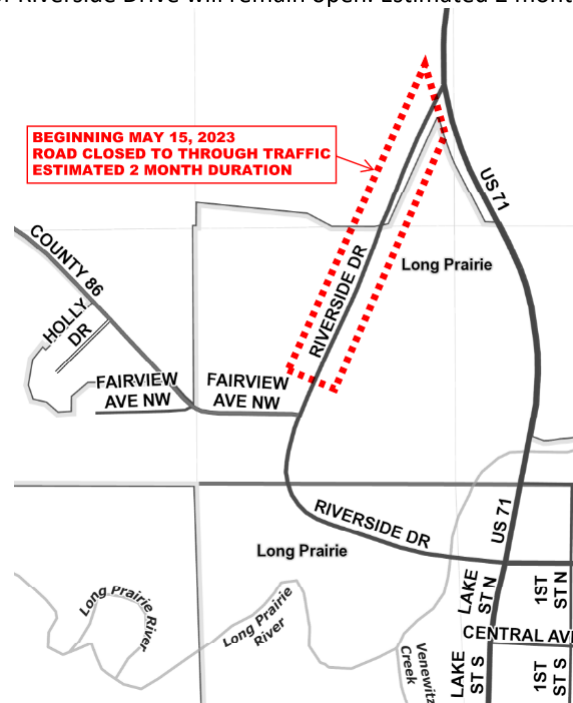 Riverside Drive will remain open. Estimated 2 mont
BEGINNING MAY 15, 2023
ROAD CLOSED TO THROUGH TRAFFIC
ESTIMATED 2 MONTH DURATION
US 71
COUNTY 86
RIVERSIDE DR
Long Prairie
HOLLY
DR
FAIRVIEW
AVE NW
FAIRVIEW
AVE NW
US 71
RIVERSIDE DR
Long Prairie
LAKE
ST N
1ST
ST N
Long Prairie
River
Long Prairie
River
CENTRAL AVE
Venewitz
Creek
LAKE
ST S
1ST
ST S